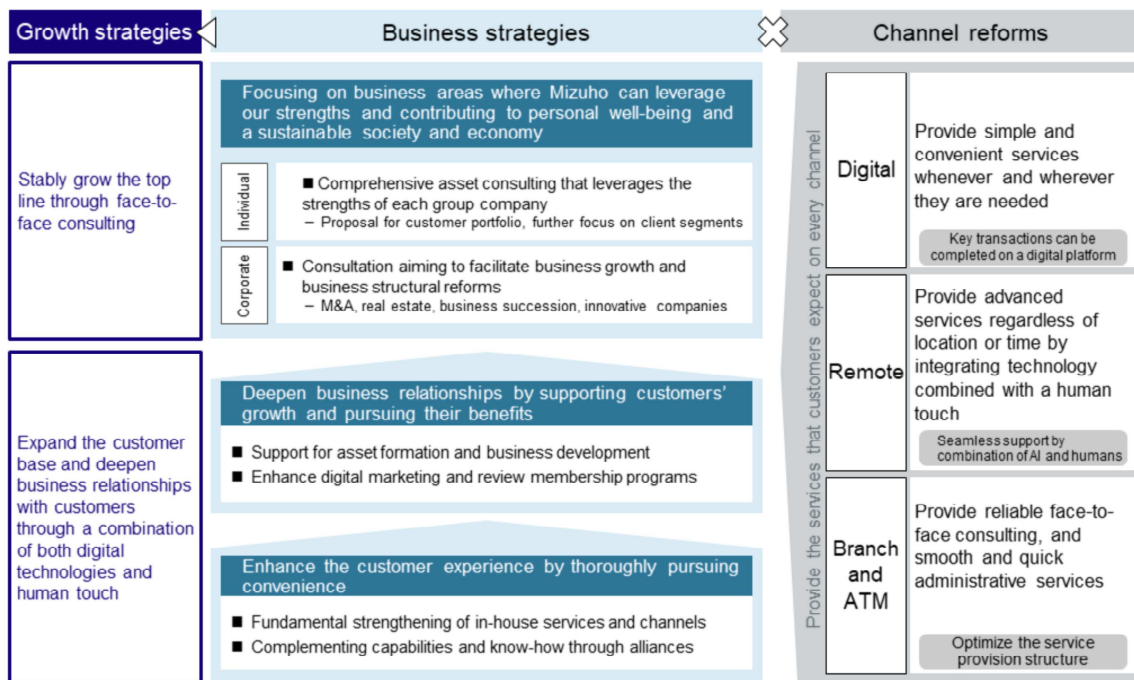 Growth strategies
Business strategies
Channel reforms
Stably grow the top
line through face-to-
face consulting
Expand the customer
base and deepen
business relationships
with customers
through a combination
of both digital
technologies and
human touch
Focusing on business areas where Mizuho can leverage
our strengths and contributing to personal well-being and
a sustainable society and economy
Individual
■ Comprehensive asset consulting that leverages the
strengths of each group company
– Proposal for customer portfolio, further focus on client segments
Corporate
■ Consultation aiming to facilitate business growth and
business structural reforms
– M&A, real estate, business succession, innovative companies
Deepen business relationships by supporting customers'
growth and pursuing their benefits
■ Support for asset formation and business development
■ Enhance digital marketing and review membership programs
Enhance the customer experience by thoroughly pursuing
convenience
■ Fundamental strengthening of in-house services and channels
■ Complementing capabilities and know-how through alliances
Provide the services that customers expect on every channel
Digital
Provide simple and
convenient services
whenever and wherever
they are needed
Key transactions can be
completed on a digital platform
Remote
Provide advanced
services regardless of
location or time by
integrating technology
combined with a human
touch
Seamless support by
combination of AI and humans
Branch
and
ATM
Provide reliable face-to-
face consulting, and
smooth and quick
administrative services
Optimize the service
provision structure